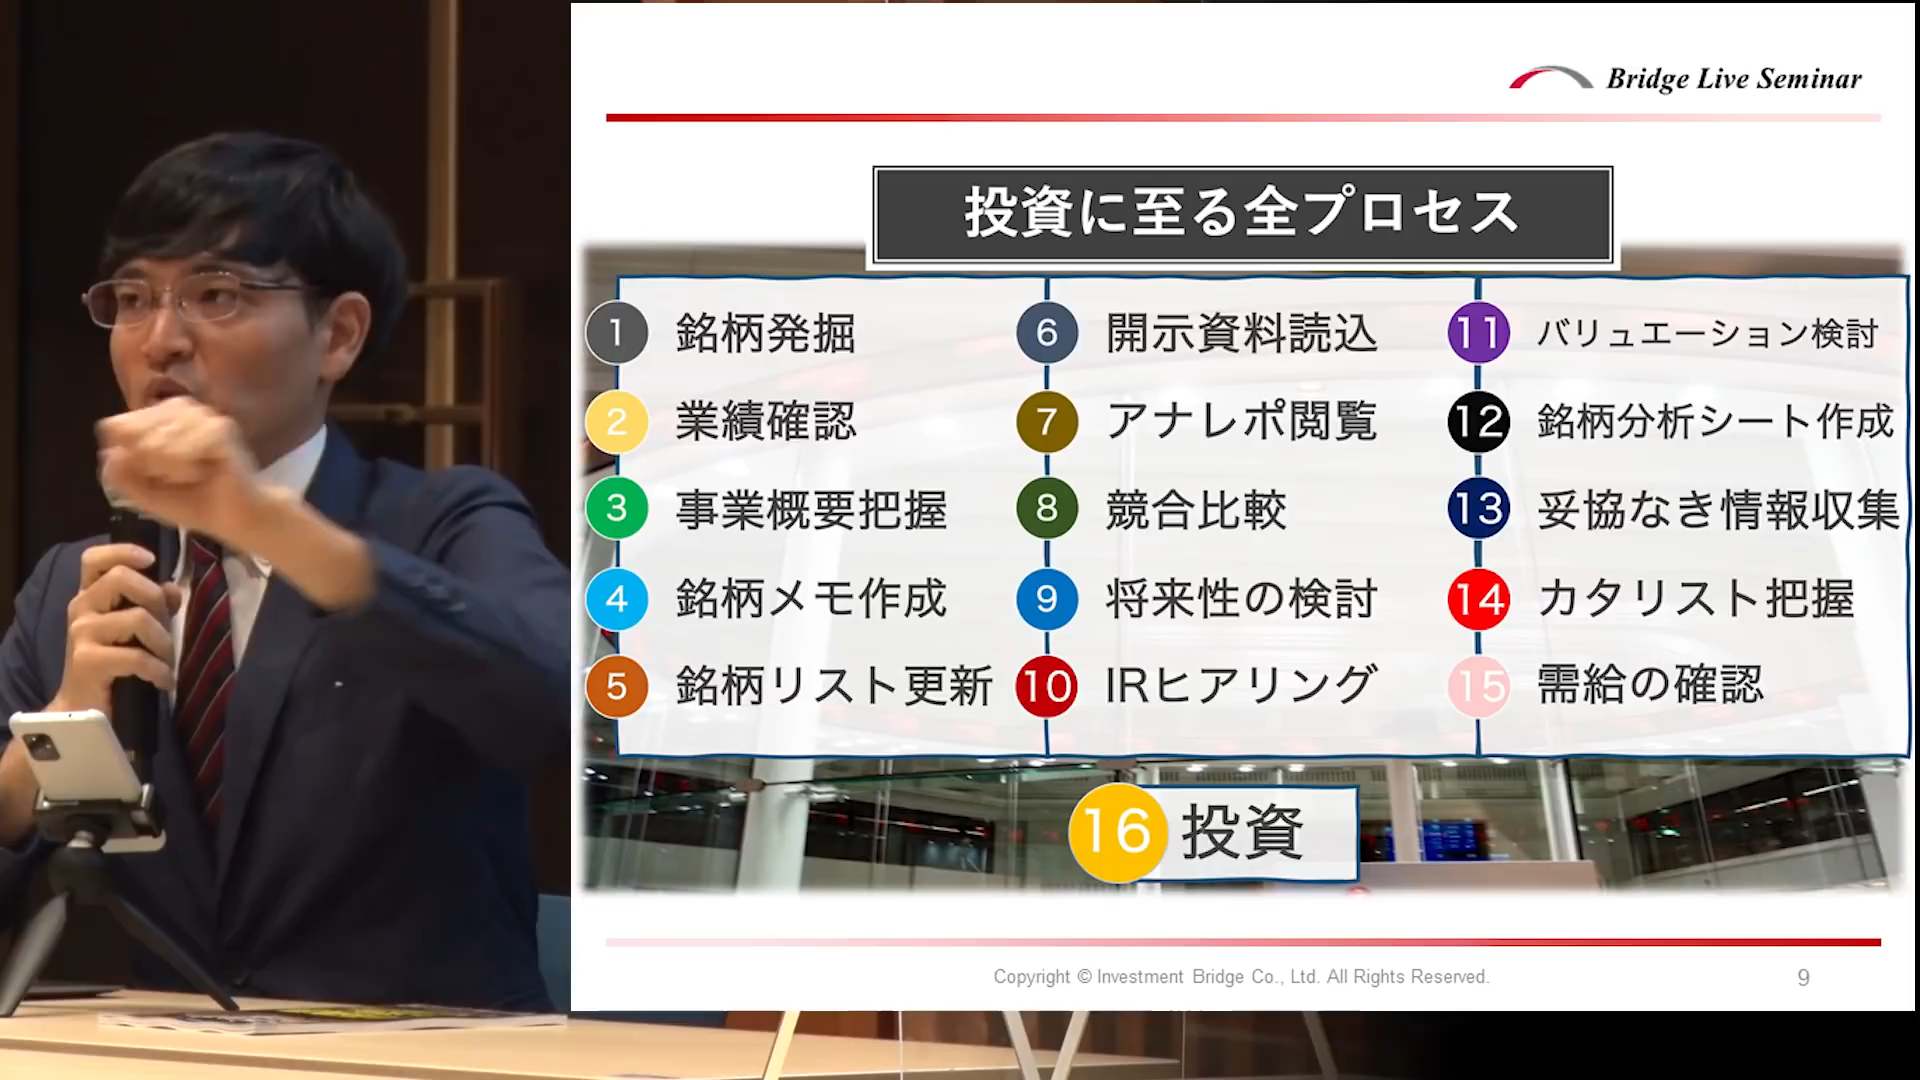 Bridge Live Seminar
投資に至る全プロセス
1 銘柄発掘
2 業績確認
3 事業概要把握
4 銘柄メモ作成
5 銘柄リスト更新
6 開示資料読込
7 アナレポ閲覧
8 競合比較
9 将来性の検討
10 IRヒアリング
11 バリュエーション検討
12 銘柄分析シート作成
13 妥協なき情報収集
14 カタリスト把握
15 需給の確認
16 投資
Copyright © Investment Bridge Co., Ltd. All Rights Reserved.
9